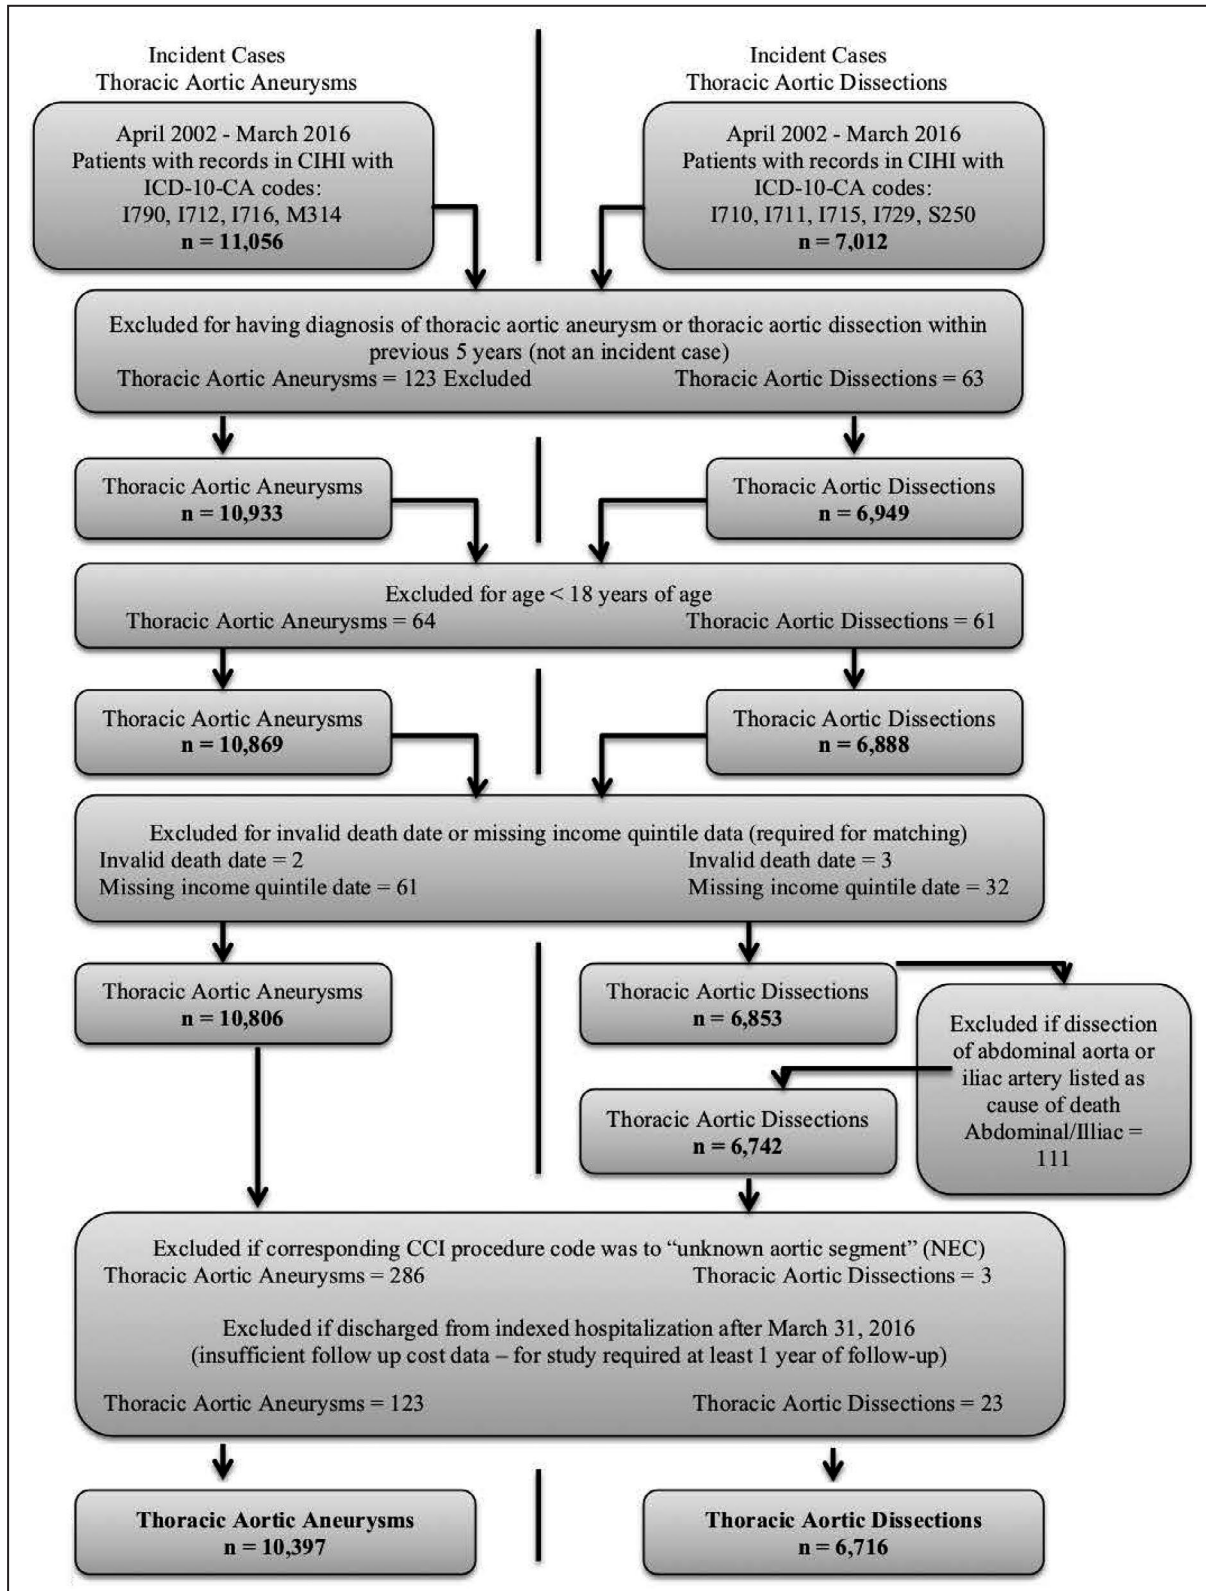 Incident Cases
Thoracic Aortic Aneurysms
Incident Cases
Thoracic Aortic Dissections
April 2002 - March 2016
Patients with records in CIHI with
ICD-10-CA codes:
I790, I712, I716, M314
n = 11,056
April 2002 - March 2016
Patients with records in CIHI with
ICD-10-CA codes:
I710, I711, I715, I729, S250
n = 7,012
Excluded for having diagnosis of thoracic aortic aneurysm or thoracic aortic dissection within
previous 5 years (not an incident case)
Thoracic Aortic Aneurysms = 123 Excluded
Thoracic Aortic Dissections = 63
Thoracic Aortic Aneurysms
n = 10,933
Thoracic Aortic Dissections
n = 6,949
Excluded for age < 18 years of age
Thoracic Aortic Aneurysms = 64
Thoracic Aortic Dissections = 61
Thoracic Aortic Aneurysms
n = 10,869
Thoracic Aortic Dissections
n = 6,888
Excluded for invalid death date or missing income quintile data (required for matching)
Invalid death date = 2
Invalid death date = 3
Missing income quintile date = 61
Missing income quintile date = 32
Thoracic Aortic Aneurysms
n = 10,806
Thoracic Aortic Dissections
n = 6,853
Excluded if dissection
of abdominal aorta or
iliac artery listed as
cause of death
Abdominal/Illiac =
111
Thoracic Aortic Dissections
n = 6,742
Excluded if corresponding CCI procedure code was to “unknown aortic segment” (NEC)
Thoracic Aortic Aneurysms = 286
Thoracic Aortic Dissections = 3
Excluded if discharged from indexed hospitalization after March 31, 2016
(insufficient follow up cost data – for study required at least 1 year of follow-up)
Thoracic Aortic Aneurysms = 123
Thoracic Aortic Dissections = 23
Thoracic Aortic Aneurysms
n = 10,397
Thoracic Aortic Dissections
n = 6,716